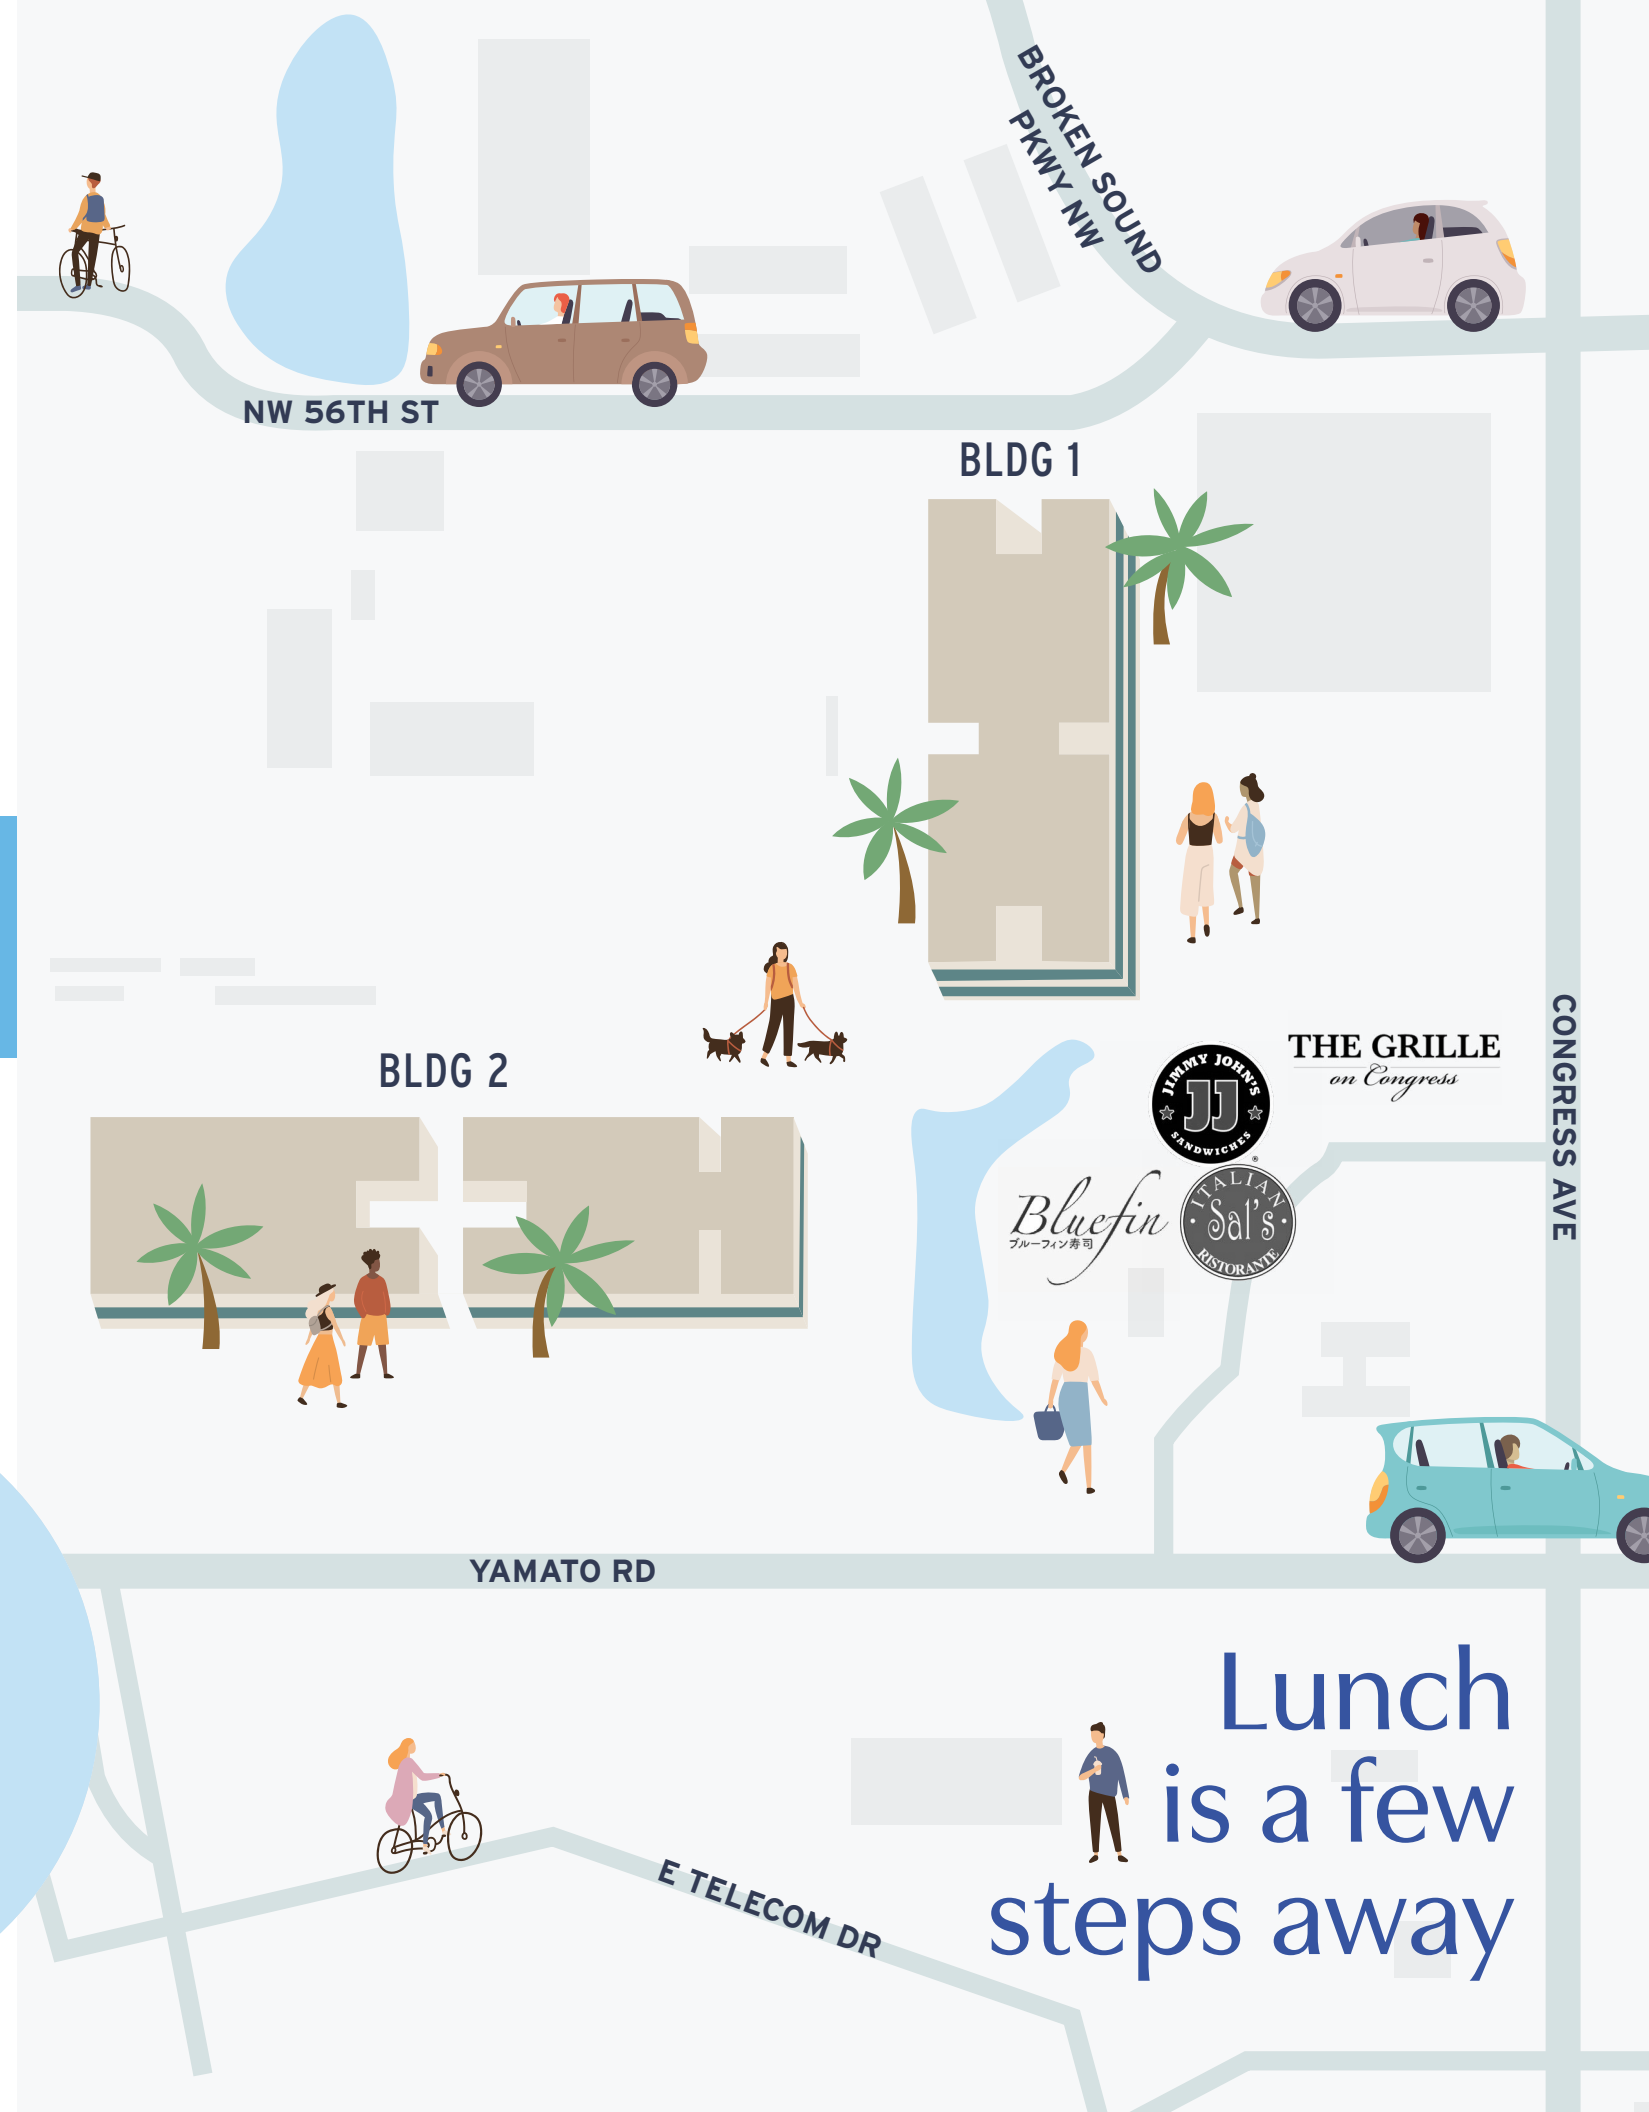 BROKEN SOUND
PKWY NW
NW 56TH ST
BLDG 1
CONGRESS AVE
THE GRILLE
on Congress
JIMMY JOHN'S
JJ
SANDWICHES
®
BLDG 2
Bluefin
ブルーフィン寿司
ITALIAN
Sal's
RISTORANTE
YAMATO RD
Lunch
is a few
steps away
E TELECOM DR